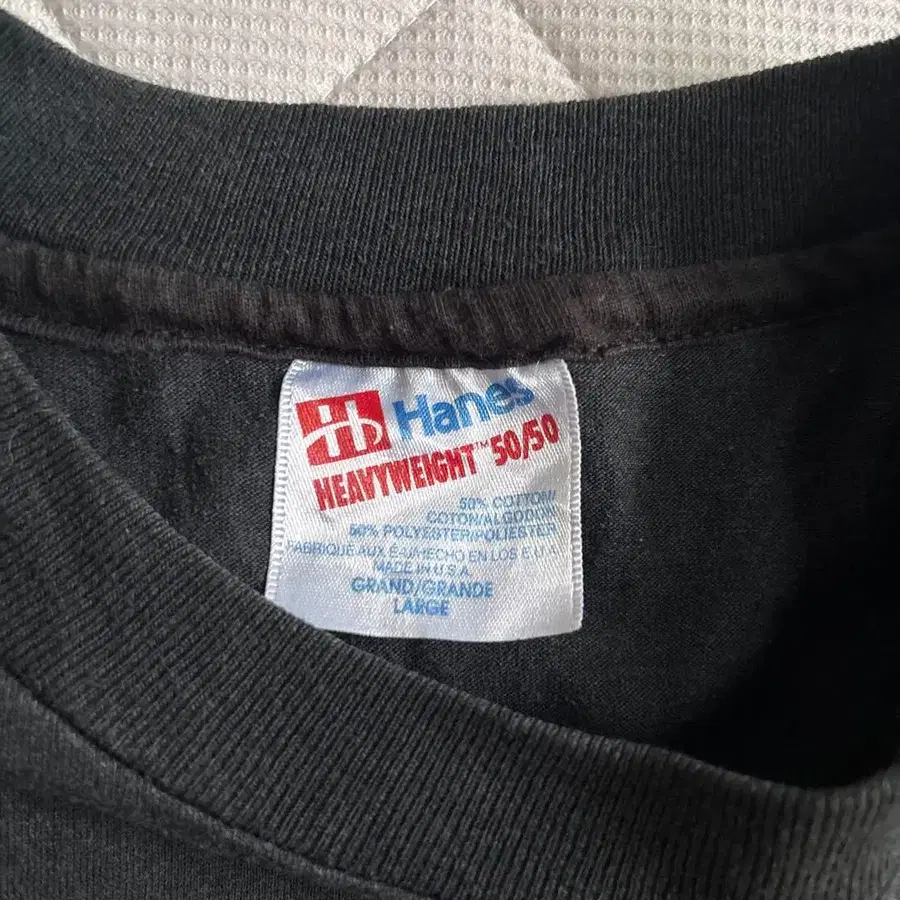 Hanes
HEAVYWEIGHT™ 50/50
50% COTTON/
COTON/ALGODON
50% POLYESTER/POLIESTER
FABRIQUÉ AUX E-U/HECHO EN LOS E.U.A.
MADE IN U.S.A.
GRAND/GRANDE
LARGE